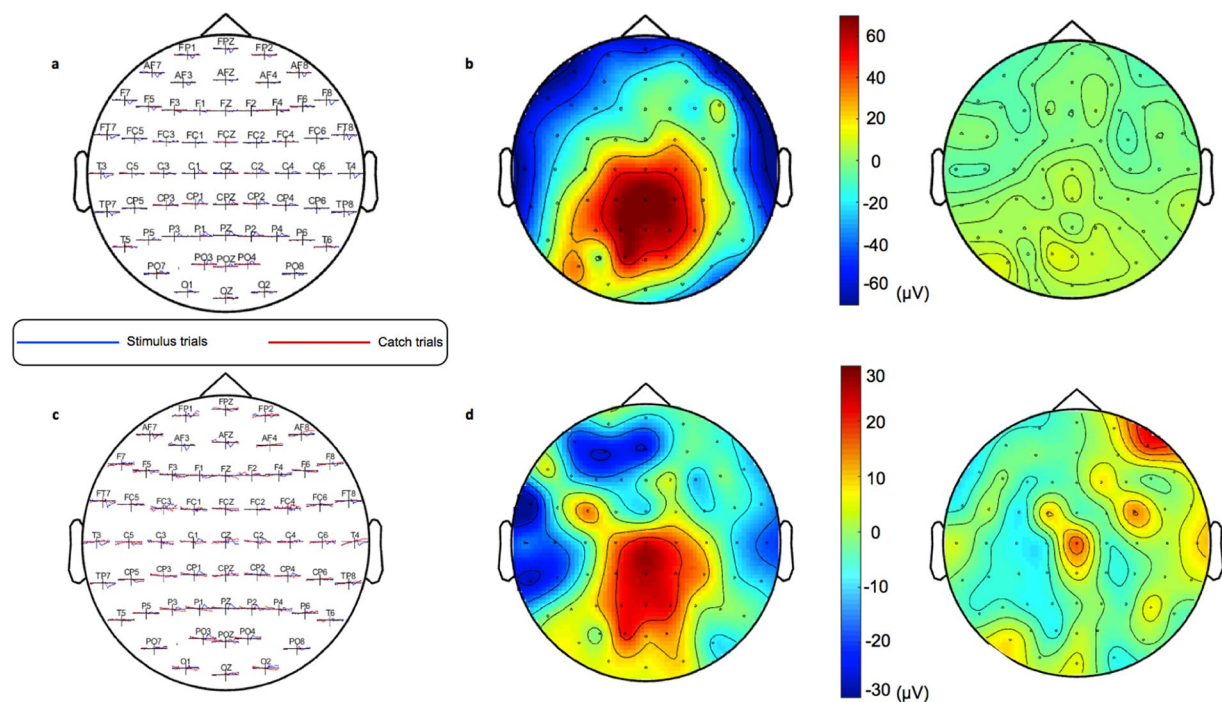 a
FP1 FPZ FP2
AF7 AF3 AFZ AF4 AF8
F7 F5 F3 F1 FZ F2 F4 F6 F8
FT7 FC5 FC3 FC1 FCZ FC2 FC4 FC6 FT8
T3 C5 C3 C1 CZ C2 C4 C6 T4
TP7 CP5 CP3 CP1 CPZ CP2 CP4 CP6 TP8
T5 P5 P3 P1 PZ P2 P4 P6 T6
PO7 PO3 POZ PO4 PO8
O1 OZ O2
b
60
40
20
0
-20
-40
-60
(µV)
Stimulus trials Catch trials
c
FP1 FPZ FP2
AF7 AF3 AFZ AF4 AF8
F7 F5 F3 F1 FZ F2 F4 F6 F8
FT7 FC5 FC3 FC1 FCZ FC2 FC4 FC6 FT8
T3 C5 C3 C1 CZ C2 C4 C6 T4
TP7 CP5 CP3 CP1 CPZ CP2 CP4 CP6 TP8
T5 P5 P3 P1 PZ P2 P4 P6 T6
PO7 PO3 POZ PO4 PO8
O1 OZ O2
d
30
20
10
0
-10
-20
-30
(µV)